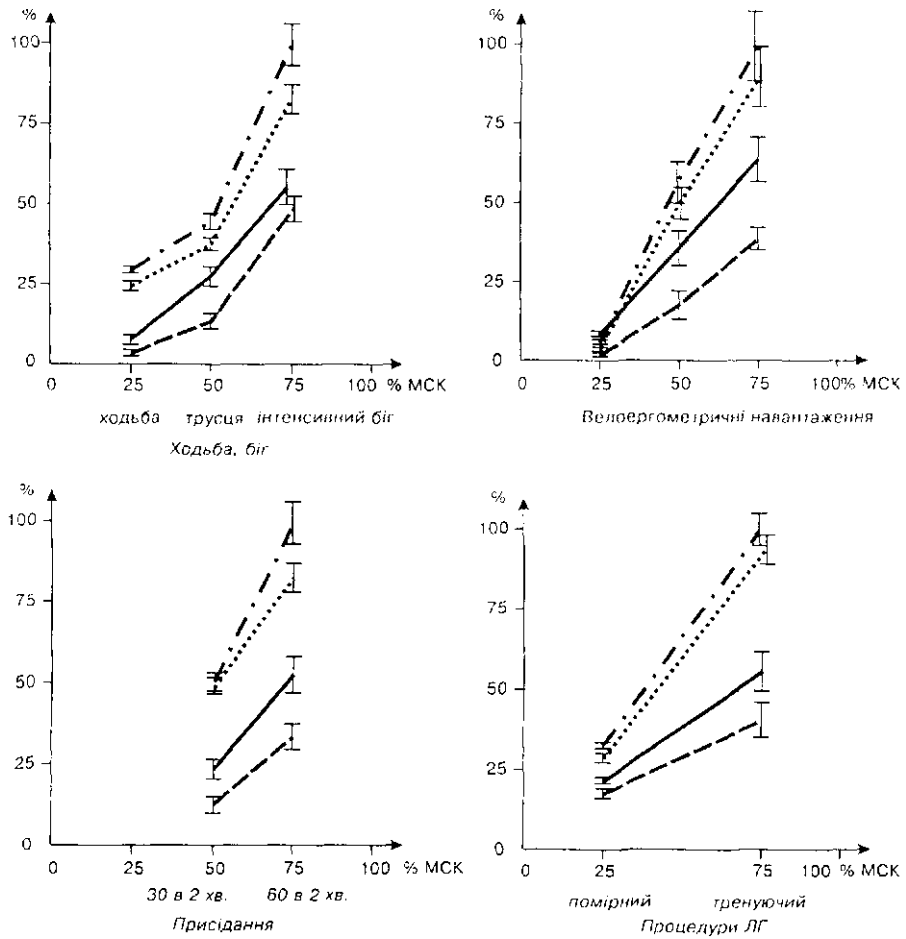 %
100
75
50
25
0
0 25 50 75 100 % МСК
ходьба трусця інтенсивний біг
Ходьба, біг
%
100
75
50
25
0
0 25 50 75 100% МСК
Велоергометричні навантаження
%
100
75
50
25
0
0 25 50 75 100 % МСК
30 в 2 хв. 60 в 2 хв.
Присідання
%
100
75
50
25
0
0 25 75 100 % МСК
помірний тренуючий
Процедури ЛГ